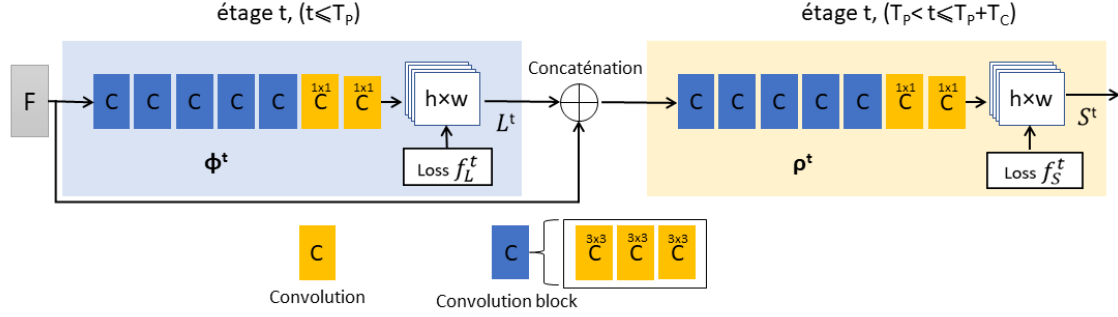 étage t, (t⩽T_P)
étage t, (T_P< t⩽T_P+T_C)
F
C C C C C 1x1 C 1x1 C
h×w
L^t
Loss f_L^t
Φ^t
Concaténation
C C C C C 1x1 C 1x1 C
h×w
S^t
Loss f_S^t
ρ^t
C
Convolution
C
Convolution block
3x3 C 3x3 C 3x3 C